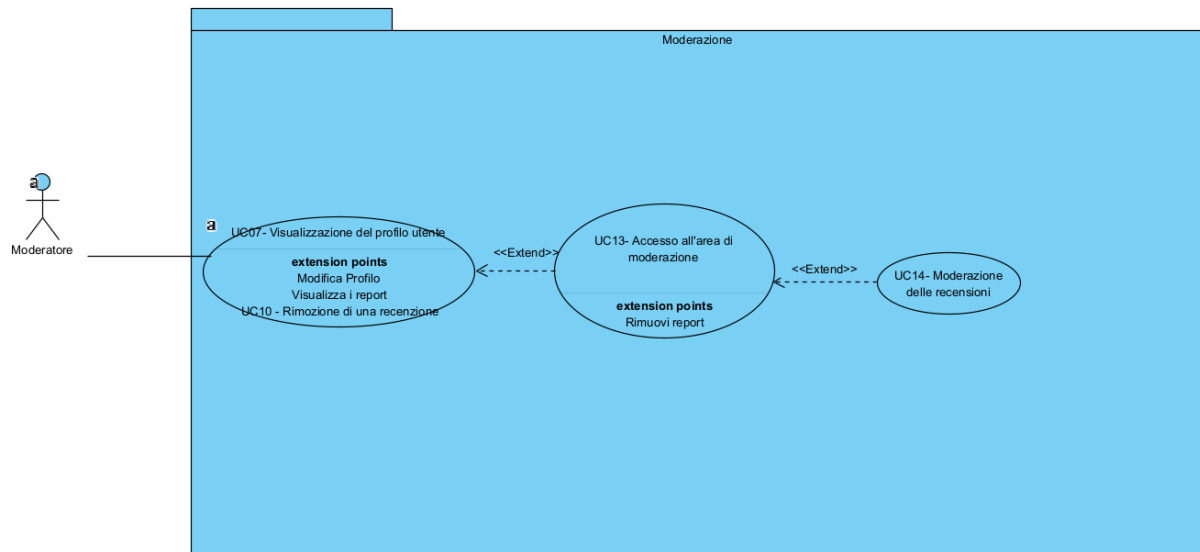 Moderazione
a
Moderatore
a
UC07- Visualizzazione del profilo utente
extension points
Modifica Profilo
Visualizza i report
UC10 - Rimozione di una recenzione
<<Extend>>
UC13- Accesso all'area di
moderazione
extension points
Rimuovi report
<<Extend>>
UC14- Moderazione
delle recensioni